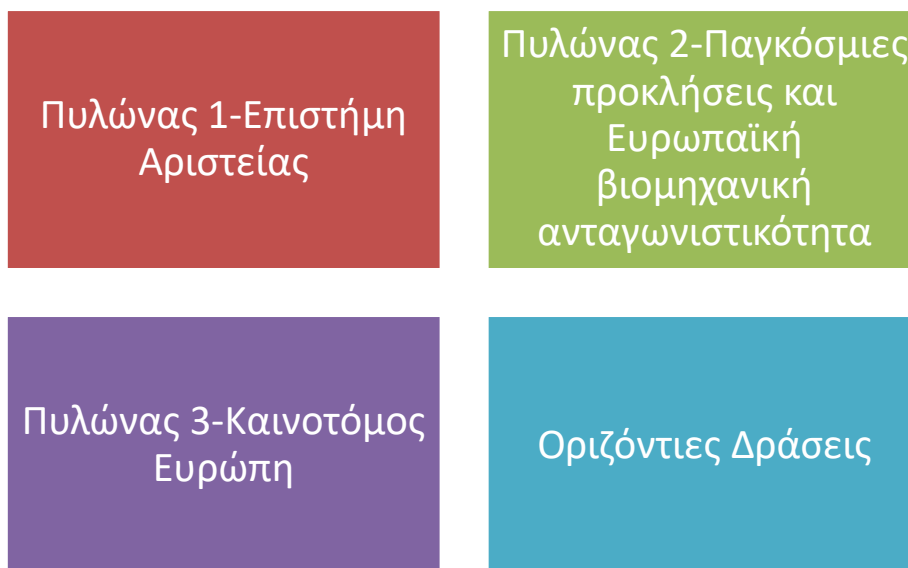 Πυλώνας 1-Επιστήμη
Αριστείας
Πυλώνας 2-Παγκόσμιες
προκλήσεις και
Ευρωπαϊκή
βιομηχανική
ανταγωνιστικότητα
Πυλώνας 3-Καινοτόμος
Ευρώπη
Οριζόντιες Δράσεις